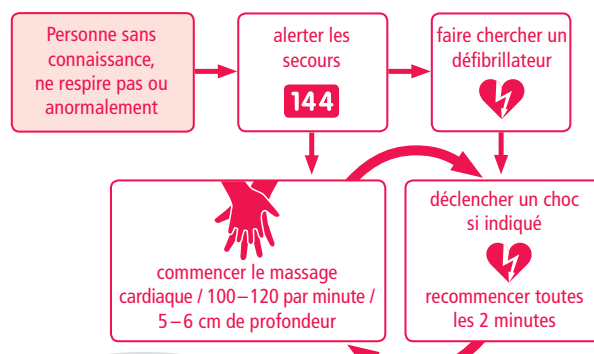 Personne sans
connaissance,
ne respire pas ou
anormalement
alerter les
secours
144
faire chercher un
défibrillateur
commencer le massage
cardiaque / 100–120 par minute /
5–6 cm de profondeur
déclencher un choc
si indiqué
recommencer toutes
les 2 minutes